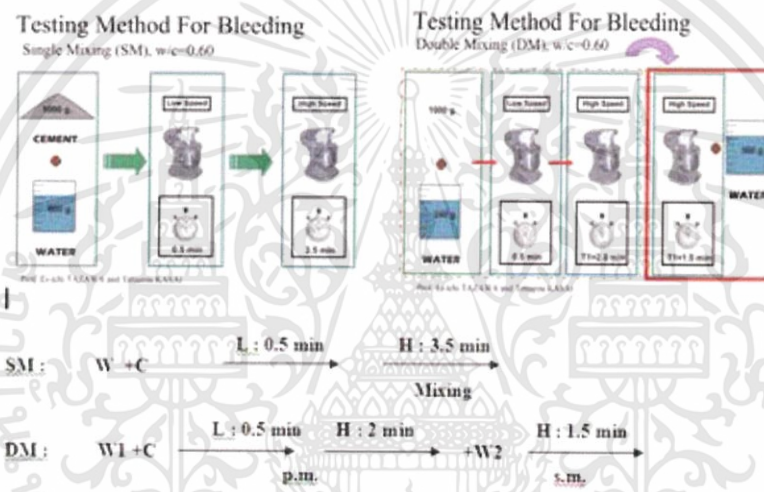 Testing Method For Bleeding
Single Mixing (SM), w/c=0.60
1000 g.
CEMENT
WATER
Low Speed
0.5 min
High Speed
3.5 min
Testing Method For Bleeding
Double Mixing (DM), w/c=0.60
1000 g.
WATER
Low Speed
0.5 min
High Speed
High Speed
WATER
SM : W +C L : 0.5 min H : 3.5 min
Mixing
DM : W1 +C L : 0.5 min H : 2 min +W2 H : 1.5 min
p.m. s.m.